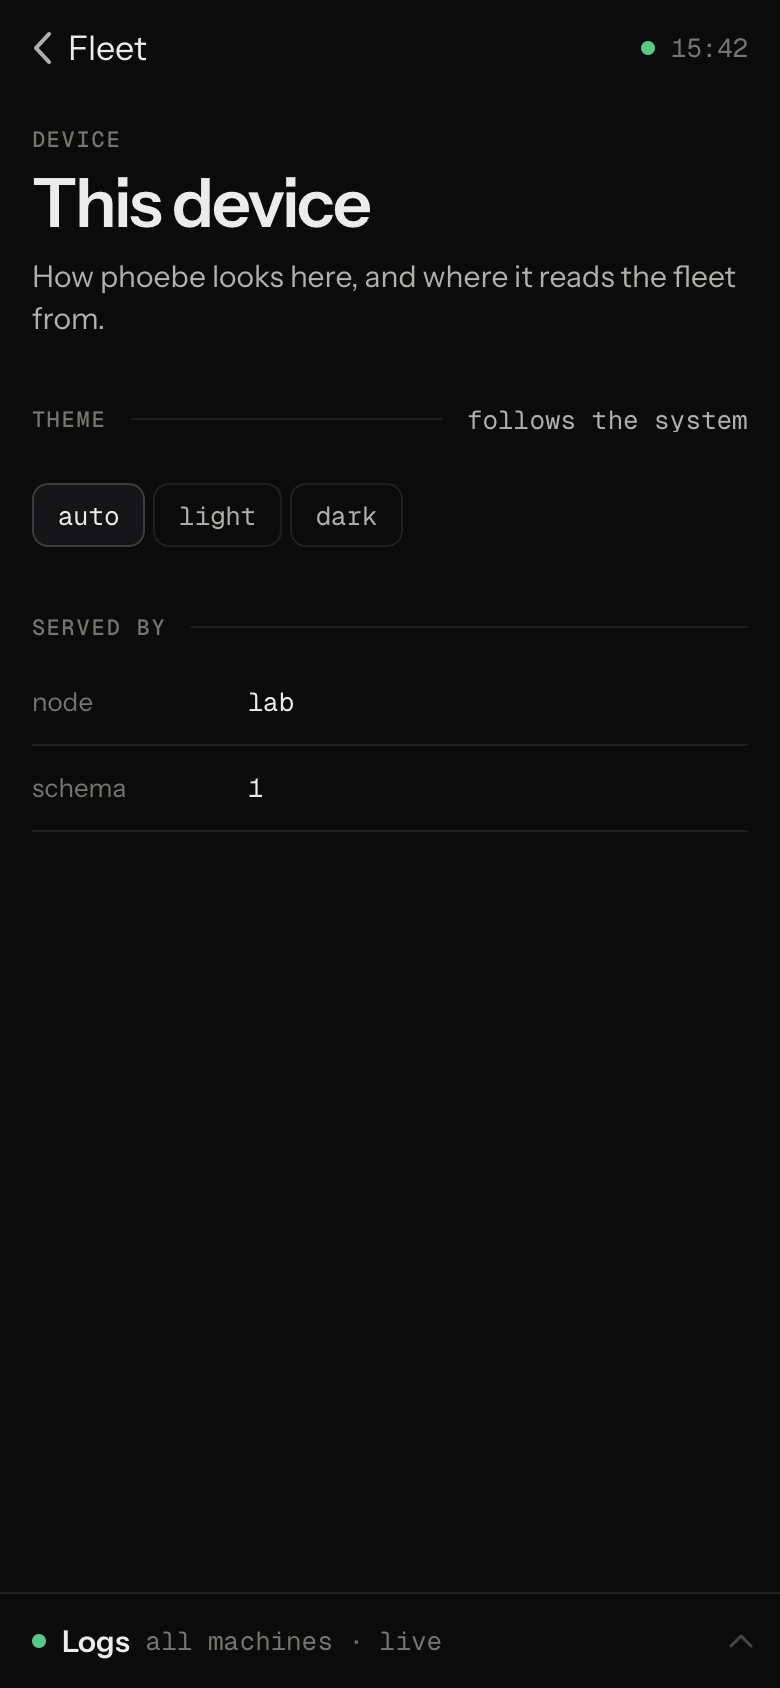 Fleet
15:42
DEVICE
This device
How phoebe looks here, and where it reads the fleet
from.
THEME
follows the system
auto light dark
SERVED BY
node lab
schema 1
Logs all machines · live